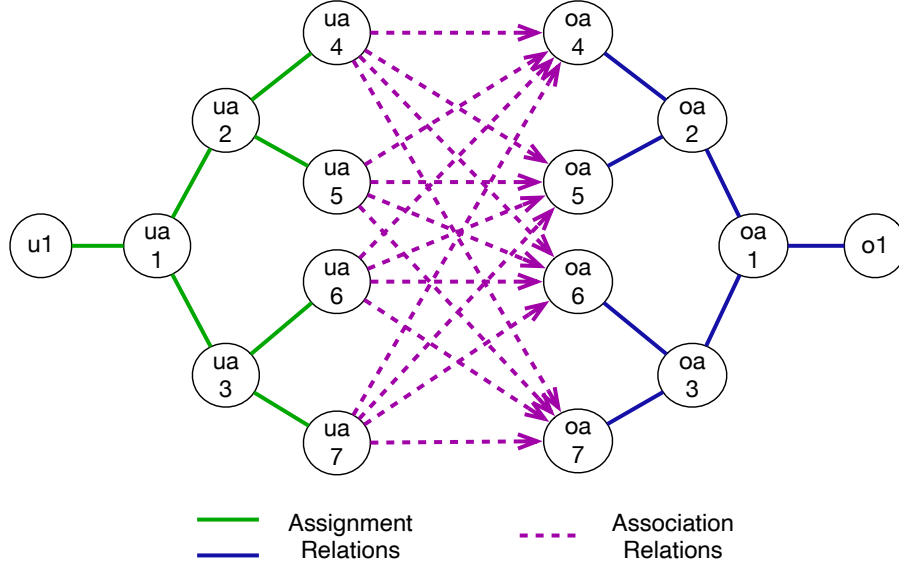 ua
4
oa
4
ua
2
oa
2
ua
5
oa
5
u1
ua
1
oa
1
o1
ua
6
oa
6
ua
3
oa
3
ua
7
oa
7
Assignment
Relations
Association
Relations